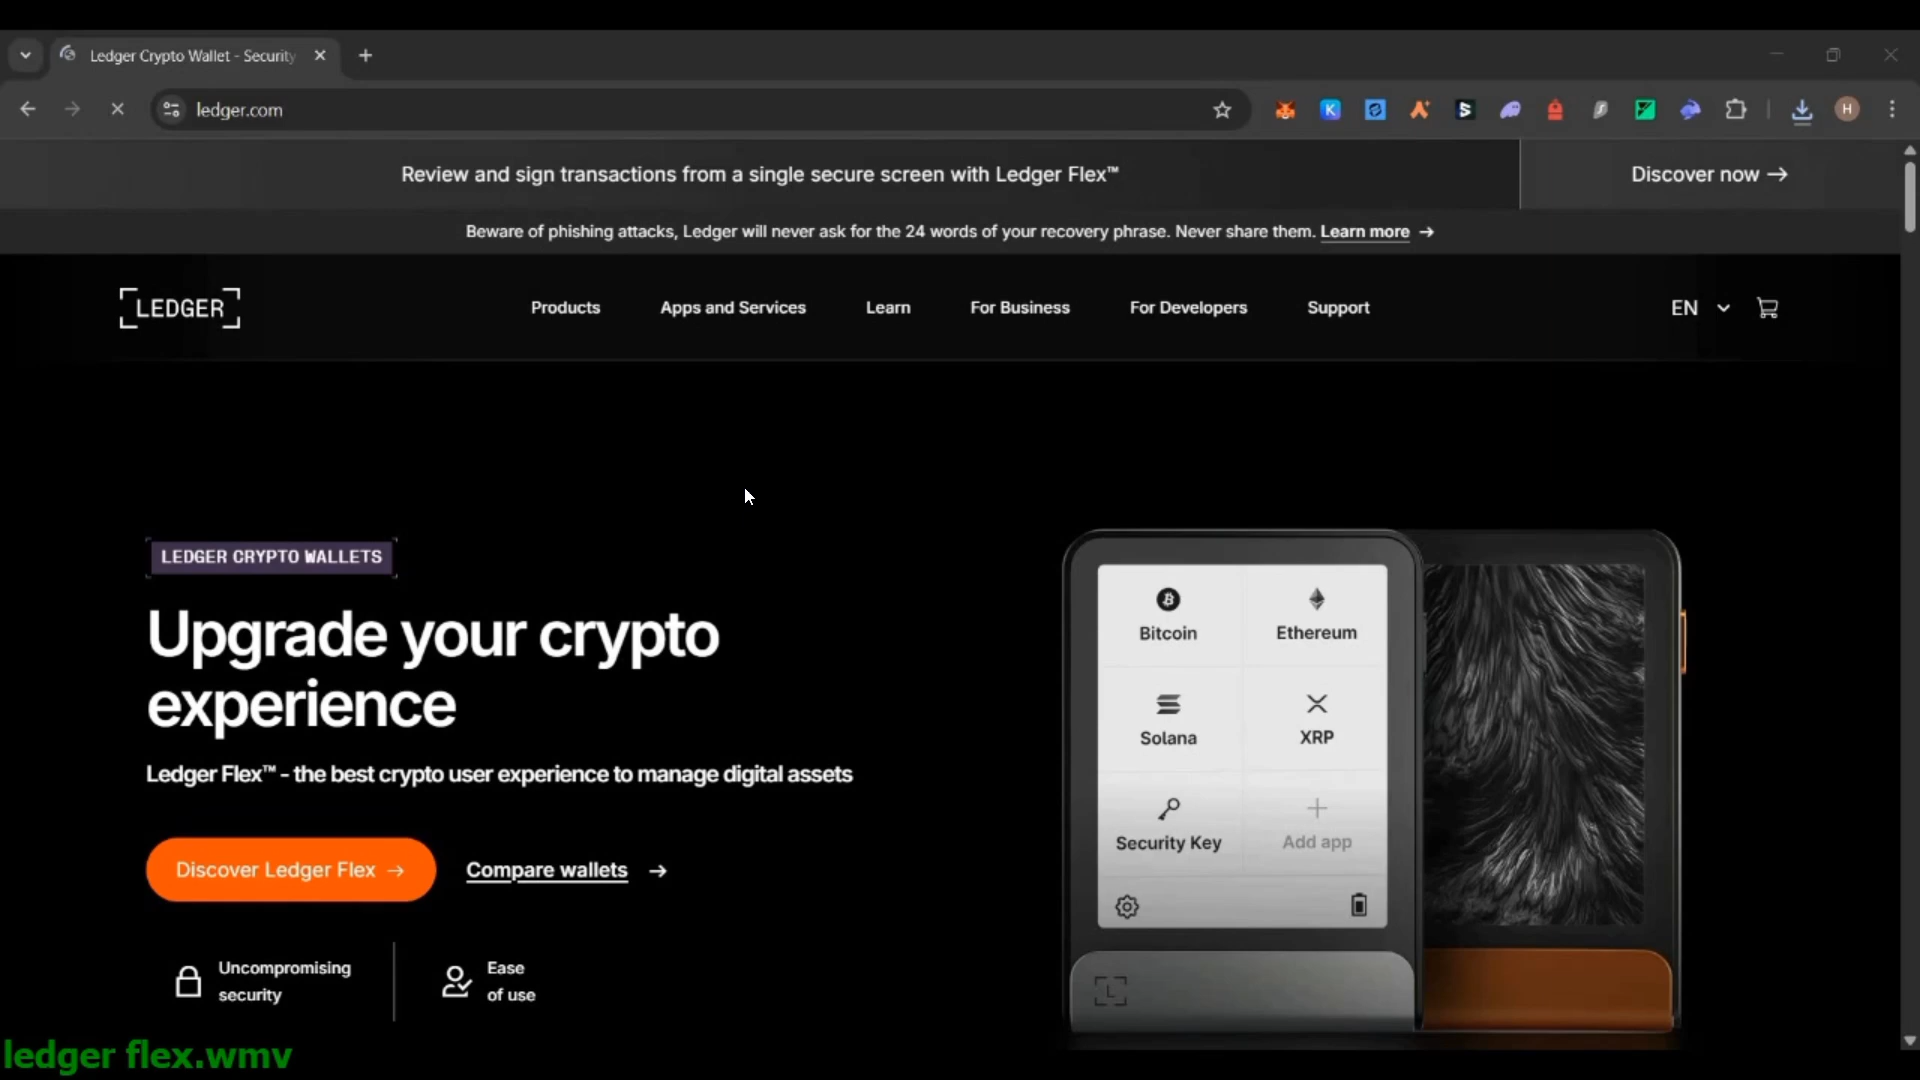 Ledger Crypto Wallet - Security
ledger.com
K
S
H
Review and sign transactions from a single secure screen with Ledger Flex™
Discover now →
Beware of phishing attacks, Ledger will never ask for the 24 words of your recovery phrase. Never share them. Learn more →
LEDGER
Products
Apps and Services
Learn
For Business
For Developers
Support
EN
LEDGER CRYPTO WALLETS
Upgrade your crypto
experience
Ledger Flex™ - the best crypto user experience to manage digital assets
Discover Ledger Flex →
Compare wallets →
Uncompromising
security
Ease
of use
Bitcoin
Ethereum
Solana
XRP
Security Key
Add app
L
ledger flex.wmv